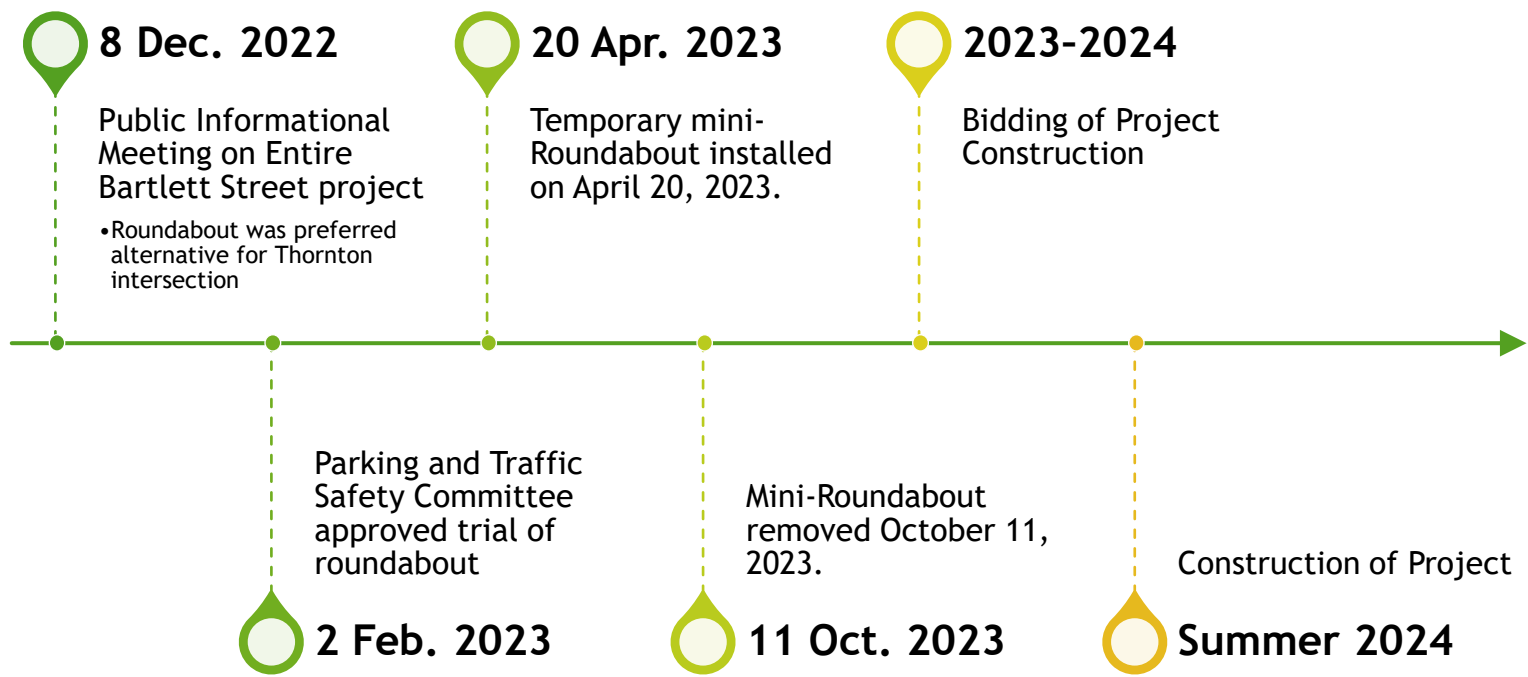 8 Dec. 2022
Public Informational
Meeting on Entire
Bartlett Street project
•Roundabout was preferred
alternative for Thornton
intersection
Parking and Traffic
Safety Committee
approved trial of
roundabout
2 Feb. 2023
20 Apr. 2023
Temporary mini-
Roundabout installed
on April 20, 2023.
Mini-Roundabout
removed October 11,
2023.
11 Oct. 2023
2023–2024
Bidding of Project
Construction
Construction of Project
Summer 2024